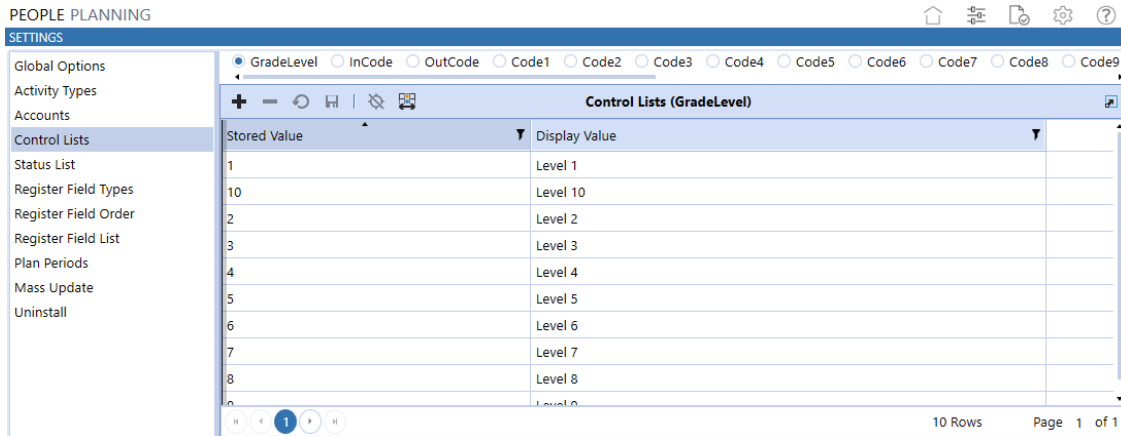 PEOPLE PLANNING
SETTINGS
Global Options
Activity Types
Accounts
Control Lists
Status List
Register Field Types
Register Field Order
Register Field List
Plan Periods
Mass Update
Uninstall
GradeLevel InCode OutCode Code1 Code2 Code3 Code4 Code5 Code6 Code7 Code8 Code9
Control Lists (GradeLevel)
Stored Value Display Value
1 Level 1
10 Level 10
2 Level 2
3 Level 3
4 Level 4
5 Level 5
6 Level 6
7 Level 7
8 Level 8
9 Level 9
1 10 Rows Page 1 of 1